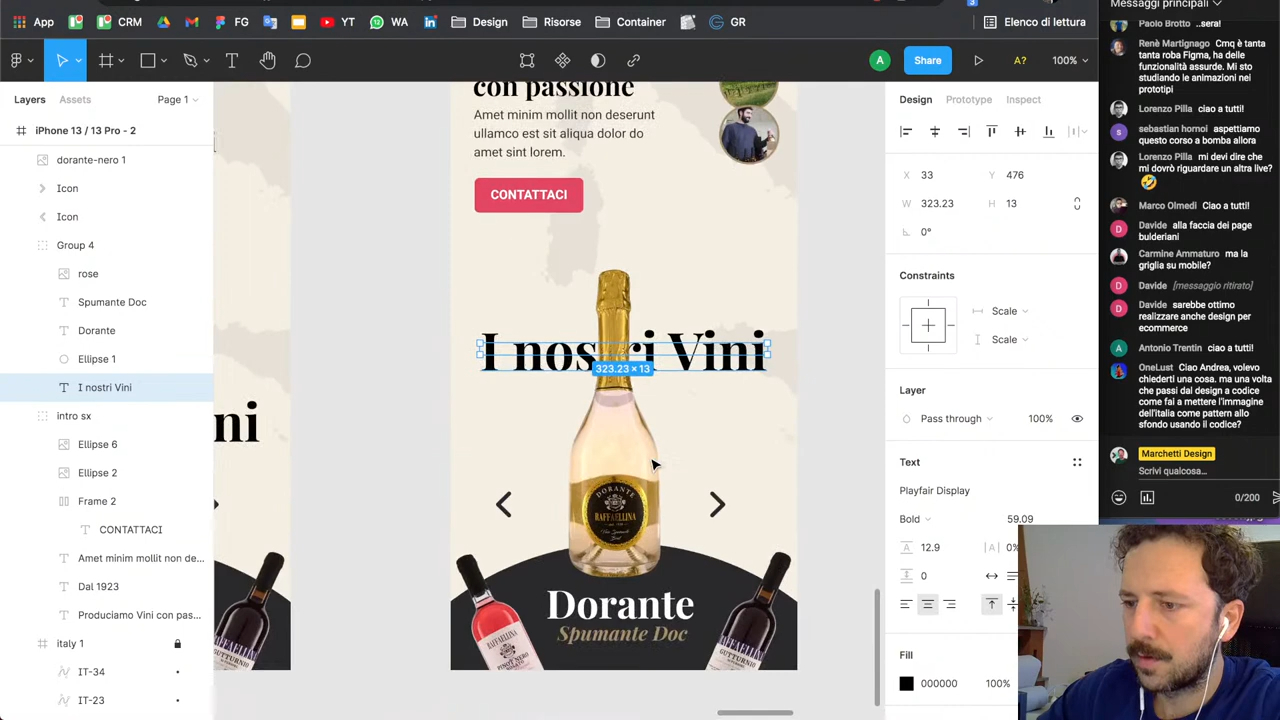 App
CRM
FG
YT
WA
Design
Risorse
Container
GR
Elenco di lettura
Messaggi principali
Share
A
A?
100%
Layers
Assets
Page 1
iPhone 13 / 13 Pro - 2
dorante-nero 1
Icon
Icon
Group 4
rose
Spumante Doc
Dorante
Ellipse 1
I nostri Vini
intro sx
Ellipse 6
Ellipse 2
Frame 2
CONTATTACI
Amet minim mollit non de...
Dal 1923
Produciamo Vini con pas...
italy 1
IT-34
IT-23
ni
con passione
Amet minim mollit non deserunt
ullamco est sit aliqua dolor do
amet sint lorem.
CONTATTACI
I nostri Vini
323.23 × 13
DORANTE
RAFFAELLINA
Dorante
Spumante Doc
PINOT NERO
RAFFAELLINA
GUTTURNIO
Design
Prototype
Inspect
X 33
Y 476
W 323.23
H 13
0°
Constraints
Scale
Scale
Layer
Pass through
100%
Text
Playfair Display
Bold
59.09
A 12.9
|A| 0%
0
Fill
000000
100%
Paolo Brotto ..sera!
Renè Martignago Cmq è tanta
tanta roba Figma, ha delle
funzionalità assurde. Mi sto
studiando le animazioni nei
prototipi
Lorenzo Pilla ciao a tutti!
sebastian homoi aspettiamo
questo corso a bomba allora
Lorenzo Pilla mi devi dire che
mi dovrò riguardare un altra live?
Marco Olmedi Ciao a tutti!
D Davide alla faccia dei page
bulderiani
Carmine Ammaturo ma la
griglia su mobile?
D Davide [messaggio ritirato]
D Davide sarebbe ottimo
realizzare anche design per
ecommerce
A Antonio Trentin ciao a tutti!
OneLust Ciao Andrea, volevo
chiederti una cosa. ma una volta
che passi dal design a codice
come fai a mettere l'immagine
dell'italia come pattern allo
sfondo usando il codice?
Marchetti Design
Scrivi qualcosa...
0/200